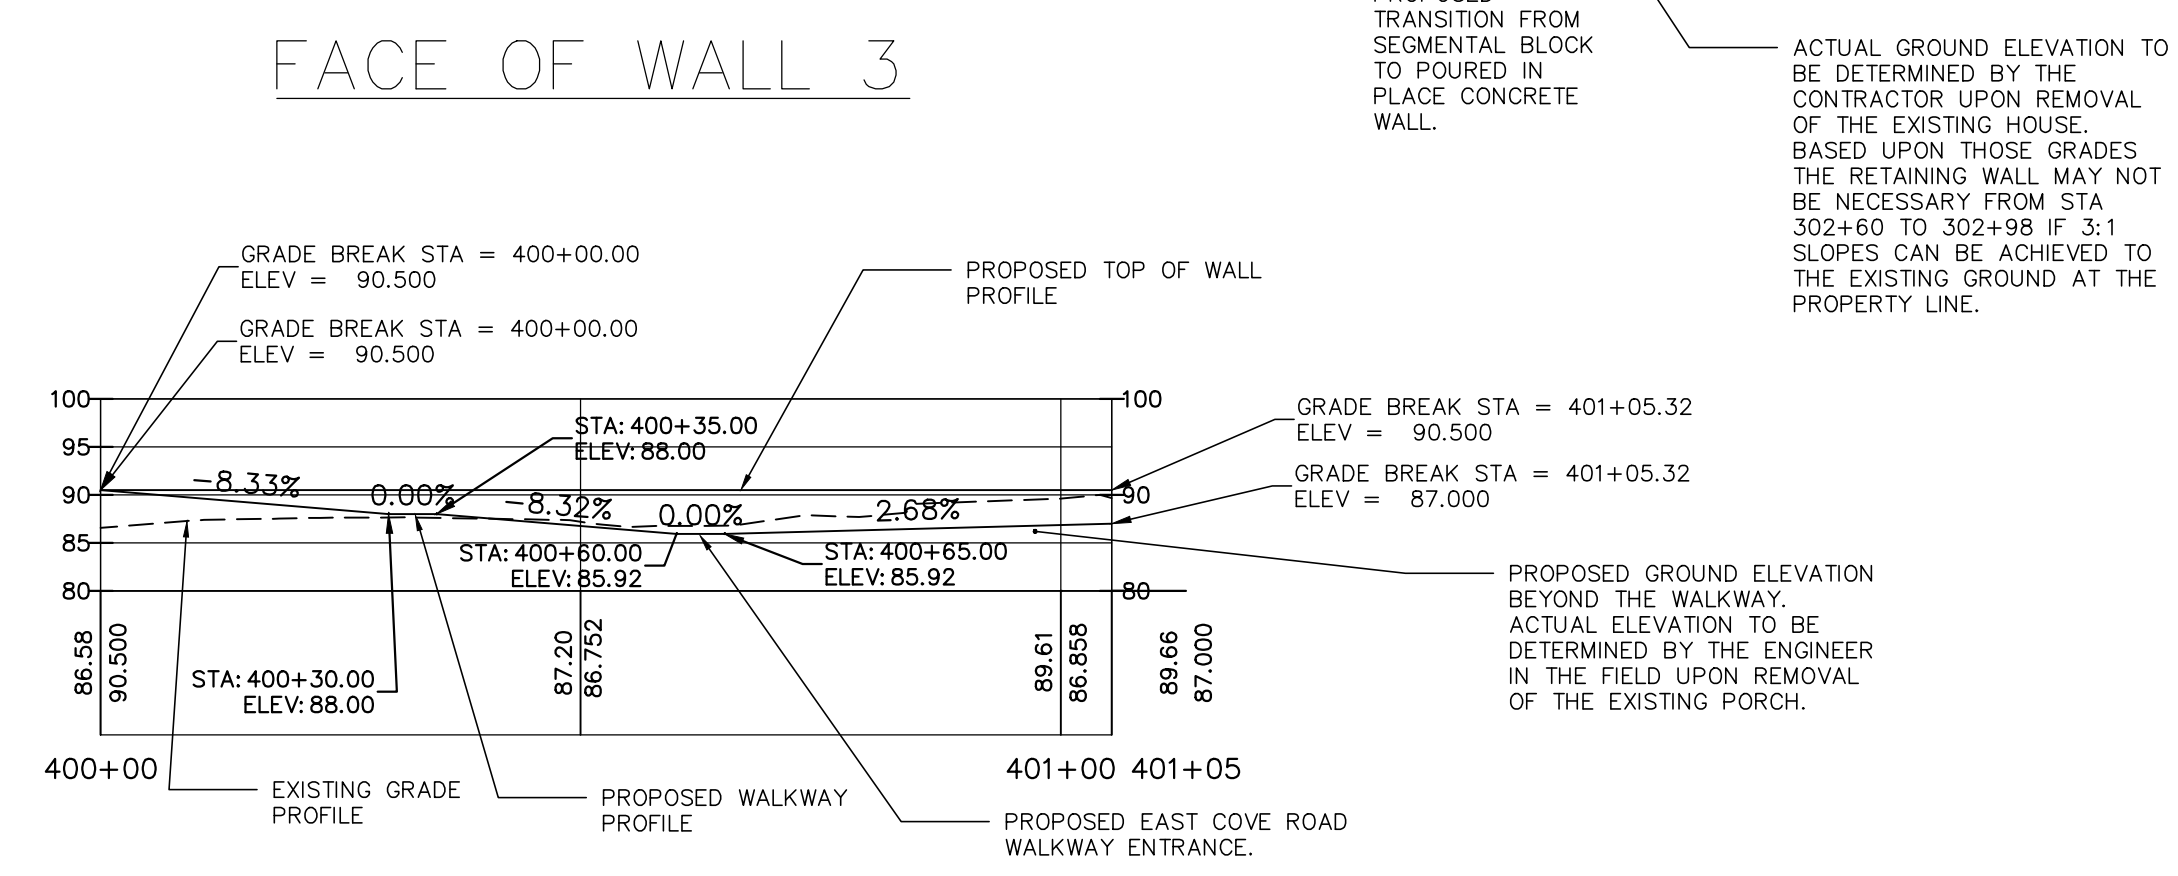 FACE OF WALL 3
PROPOSED
TRANSITION FROM
SEGMENTAL BLOCK
TO POURED IN
PLACE CONCRETE
WALL.
ACTUAL GROUND ELEVATION TO
BE DETERMINED BY THE
CONTRACTOR UPON REMOVAL
OF THE EXISTING HOUSE.
BASED UPON THOSE GRADES
THE RETAINING WALL MAY NOT
BE NECESSARY FROM STA
302+60 TO 302+98 IF 3:1
SLOPES CAN BE ACHIEVED TO
THE EXISTING GROUND AT THE
PROPERTY LINE.
GRADE BREAK STA = 400+00.00
ELEV = 90.500
GRADE BREAK STA = 400+00.00
ELEV = 90.500
PROPOSED TOP OF WALL
PROFILE
100
95
90
85
80
100
90
80
STA: 400+35.00
ELEV: 88.00
-8.33%
0.00%
-8.32%
0.00%
2.68%
GRADE BREAK STA = 401+05.32
ELEV = 90.500
GRADE BREAK STA = 401+05.32
ELEV = 87.000
STA: 400+60.00
ELEV: 85.92
STA: 400+65.00
ELEV: 85.92
PROPOSED GROUND ELEVATION
BEYOND THE WALKWAY.
ACTUAL ELEVATION TO BE
DETERMINED BY THE ENGINEER
IN THE FIELD UPON REMOVAL
OF THE EXISTING PORCH.
86.58
90.500
STA: 400+30.00
ELEV: 88.00
87.20
86.752
89.61
86.858
89.66
87.000
400+00
401+00
401+05
EXISTING GRADE
PROFILE
PROPOSED WALKWAY
PROFILE
PROPOSED EAST COVE ROAD
WALKWAY ENTRANCE.